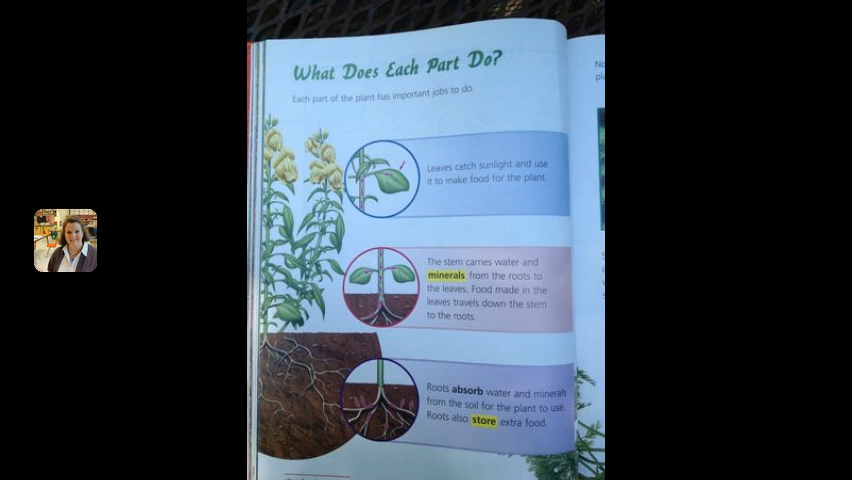 What Does Each Part Do?
Each part of the plant has important jobs to do.
Leaves catch sunlight and use
it to make food for the plant.
The stem carries water and
minerals from the roots to
the leaves. Food made in the
leaves travels down the stem
to the roots.
Roots absorb water and minerals
from the soil for the plant to use.
Roots also store extra food.